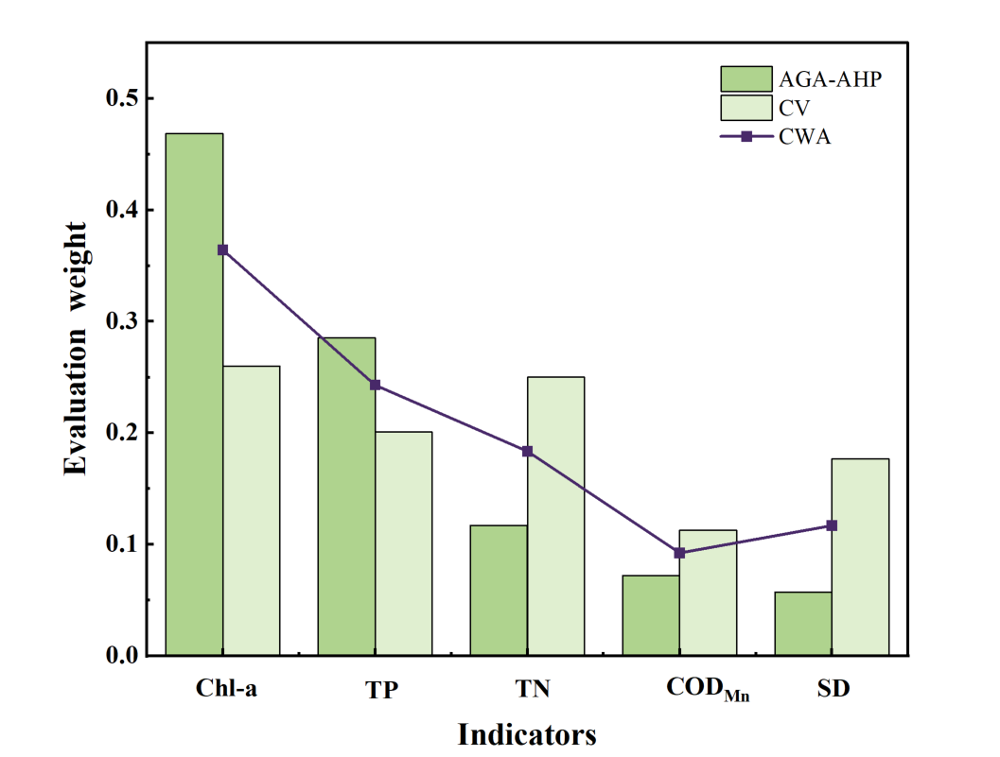 AGA-AHP
CV
CWA
0.5
0.4
0.3
0.2
0.1
0.0
Evaluation weight
Chl-a TP TN COD_Mn SD
Indicators